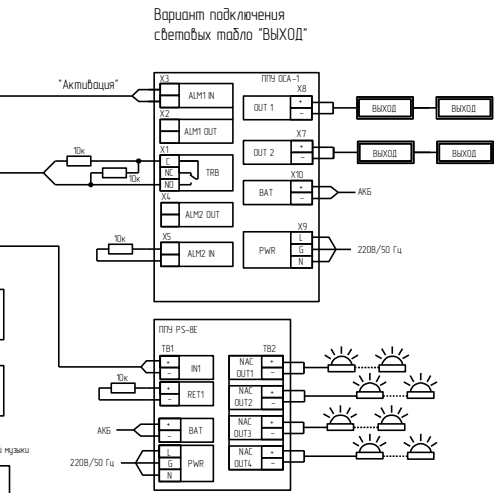 Вариант подключения
световых табло "ВЫХОД"
"Активация"
X3
ALM1 IN
X2
ALM1 OUT
X1
C
NC
NO
TRB
X4
ALM2 OUT
X5
ALM2 IN
10к
10к
10к
ППУ ОСА-1
X8
OUT 1
+
−
ВЫХОД
ВЫХОД
X7
OUT 2
+
−
ВЫХОД
ВЫХОД
X10
BAT
+
−
АКБ
X9
PWR
L
G
N
220В/50 Гц
ППУ PS-8E
TB1
+
−
IN1
10к
+
−
RET1
АКБ
+
−
BAT
220В/50 Гц
L
G
N
PWR
TB2
NAC
OUT1
+
−
NAC
OUT2
+
−
NAC
OUT3
+
−
NAC
OUT4
+
−
й музыки